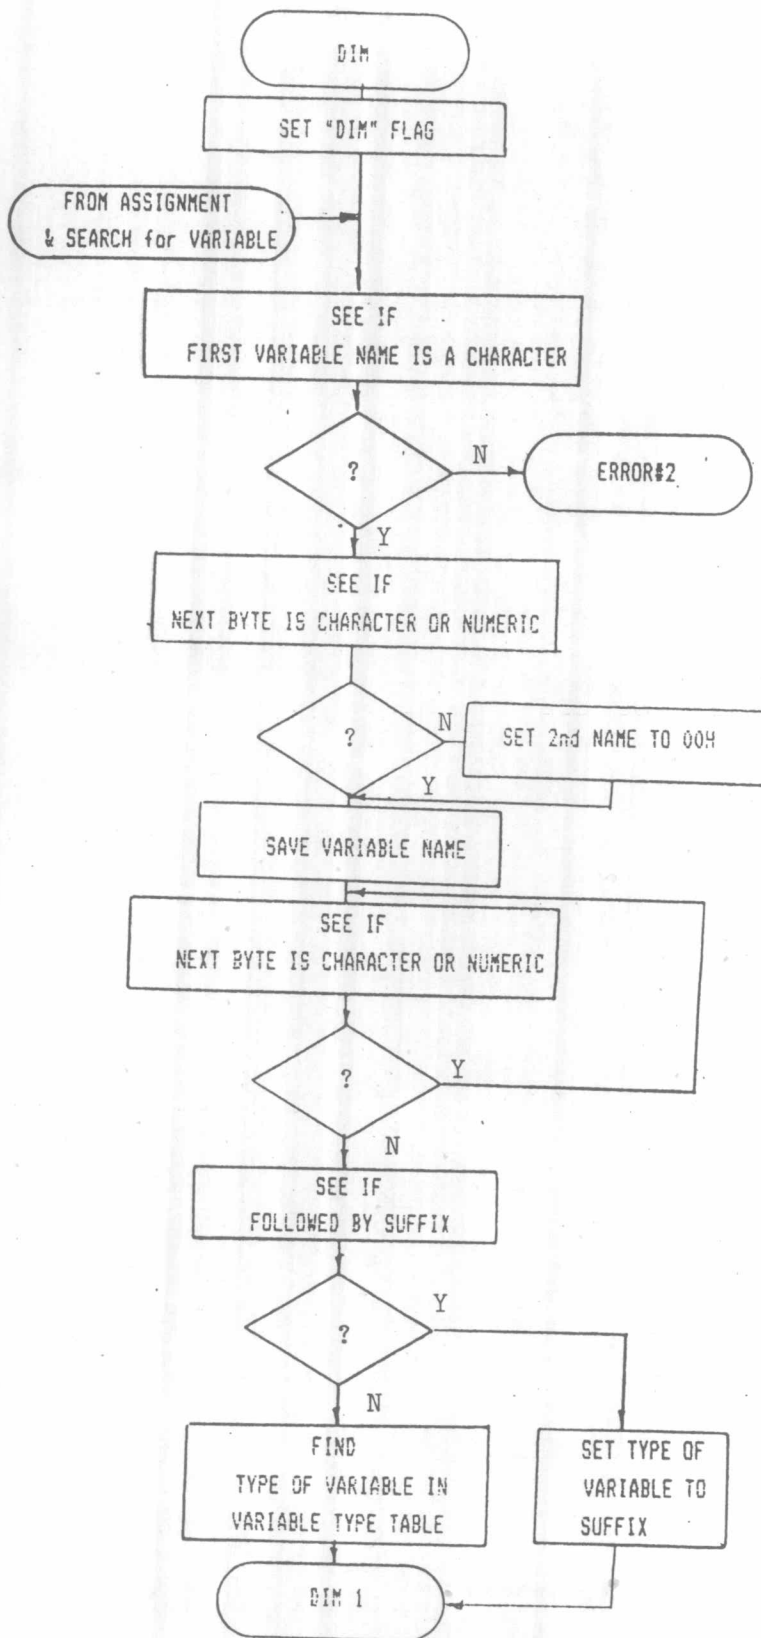 DIM
SET "DIM" FLAG
FROM ASSIGNMENT
& SEARCH for VARIABLE
SEE IF
FIRST VARIABLE NAME IS A CHARACTER
?
N
ERROR#2
Y
SEE IF
NEXT BYTE IS CHARACTER OR NUMERIC
?
N
SET 2nd NAME TO 00H
Y
SAVE VARIABLE NAME
SEE IF
NEXT BYTE IS CHARACTER OR NUMERIC
?
Y
N
SEE IF
FOLLOWED BY SUFFIX
?
Y
N
FIND
TYPE OF VARIABLE IN
VARIABLE TYPE TABLE
SET TYPE OF
VARIABLE TO
SUFFIX
DIM 1